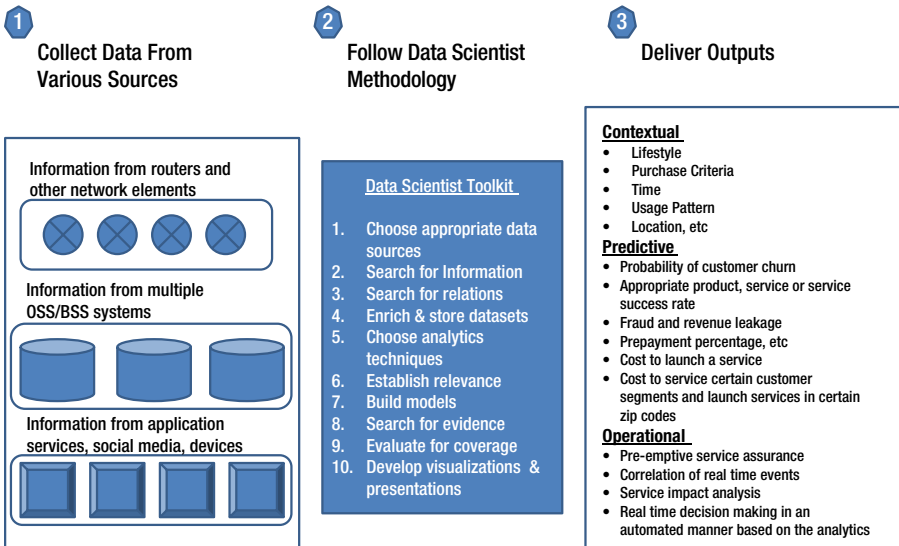 1
Collect Data From
Various Sources
Information from routers and
other network elements
Information from multiple
OSS/BSS systems
Information from application
services, social media, devices
2
Follow Data Scientist
Methodology
Data Scientist Toolkit
1. Choose appropriate data
sources
2. Search for Information
3. Search for relations
4. Enrich & store datasets
5. Choose analytics
techniques
6. Establish relevance
7. Build models
8. Search for evidence
9. Evaluate for coverage
10. Develop visualizations &
presentations
3
Deliver Outputs
Contextual
• Lifestyle
• Purchase Criteria
• Time
• Usage Pattern
• Location, etc
Predictive
• Probability of customer churn
• Appropriate product, service or service
success rate
• Fraud and revenue leakage
• Prepayment percentage, etc
• Cost to launch a service
• Cost to service certain customer
segments and launch services in certain
zip codes
Operational
• Pre-emptive service assurance
• Correlation of real time events
• Service impact analysis
• Real time decision making in an
automated manner based on the analytics